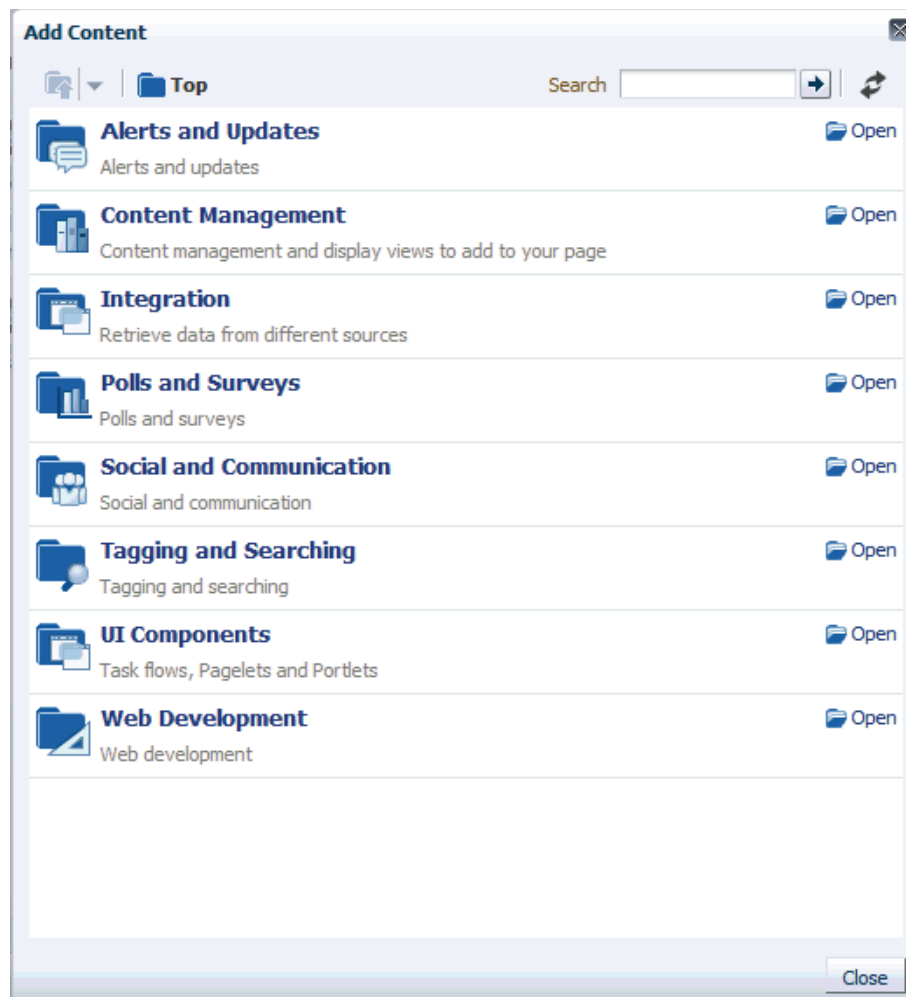 Add Content
Top Search
Alerts and Updates Open
Alerts and updates
Content Management Open
Content management and display views to add to your page
Integration Open
Retrieve data from different sources
Polls and Surveys Open
Polls and surveys
Social and Communication Open
Social and communication
Tagging and Searching Open
Tagging and searching
UI Components Open
Task flows, Pagelets and Portlets
Web Development Open
Web development
Close